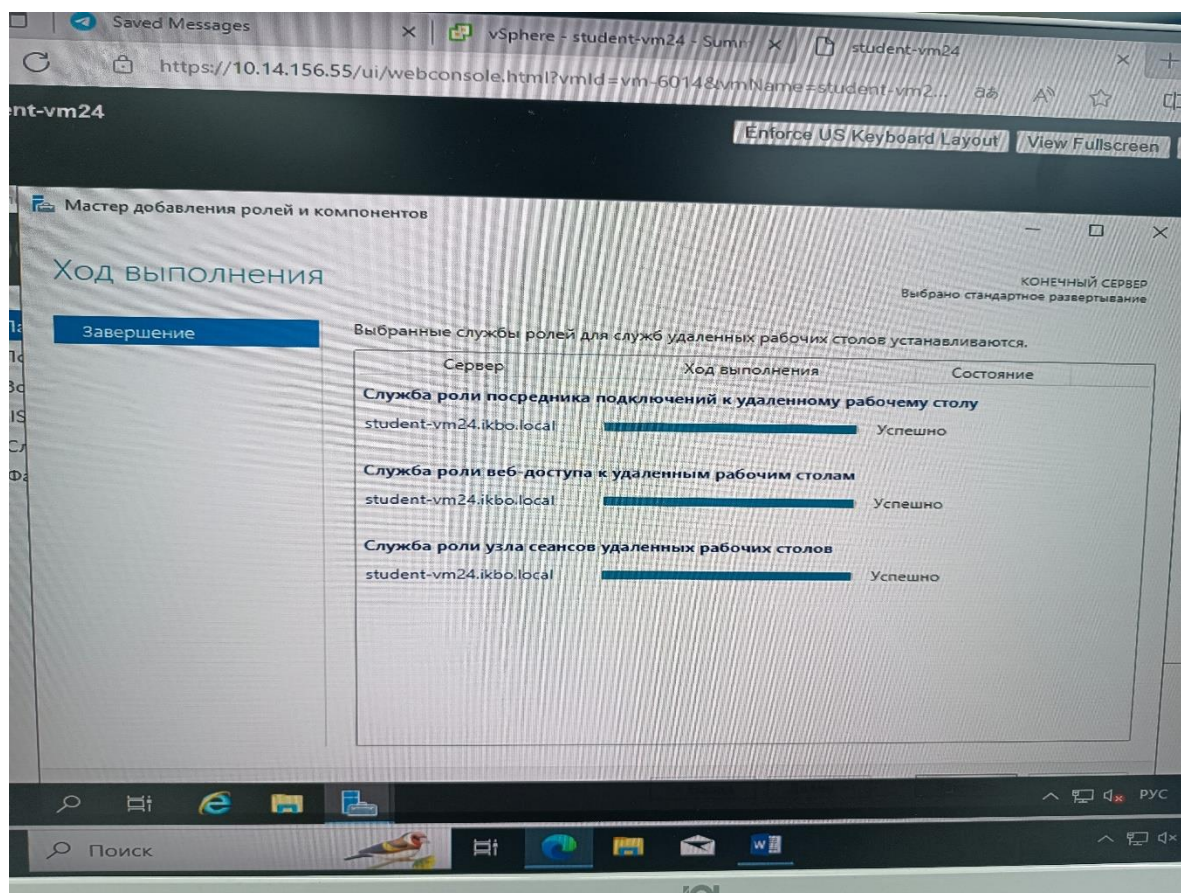 Saved Messages
vSphere - student-vm24 - Summ
student-vm24
https://10.14.156.55/ui/webconsole.html?vmId=vm-6014&vmName=student-vm2...
ent-vm24
Enforce US Keyboard Layout
View Fullscreen
Мастер добавления ролей и компонентов
Ход выполнения
КОНЕЧНЫЙ СЕРВЕР
Выбрано стандартное развертывание
Завершение
Выбранные службы ролей для служб удаленных рабочих столов устанавливаются.
Сервер Ход выполнения Состояние
Служба роли посредника подключений к удаленному рабочему столу
student-vm24.ikbo.local Успешно
Служба роли веб-доступа к удаленным рабочим столам
student-vm24.ikbo.local Успешно
Служба роли узла сеансов удаленных рабочих столов
student-vm24.ikbo.local Успешно
РУС
Поиск